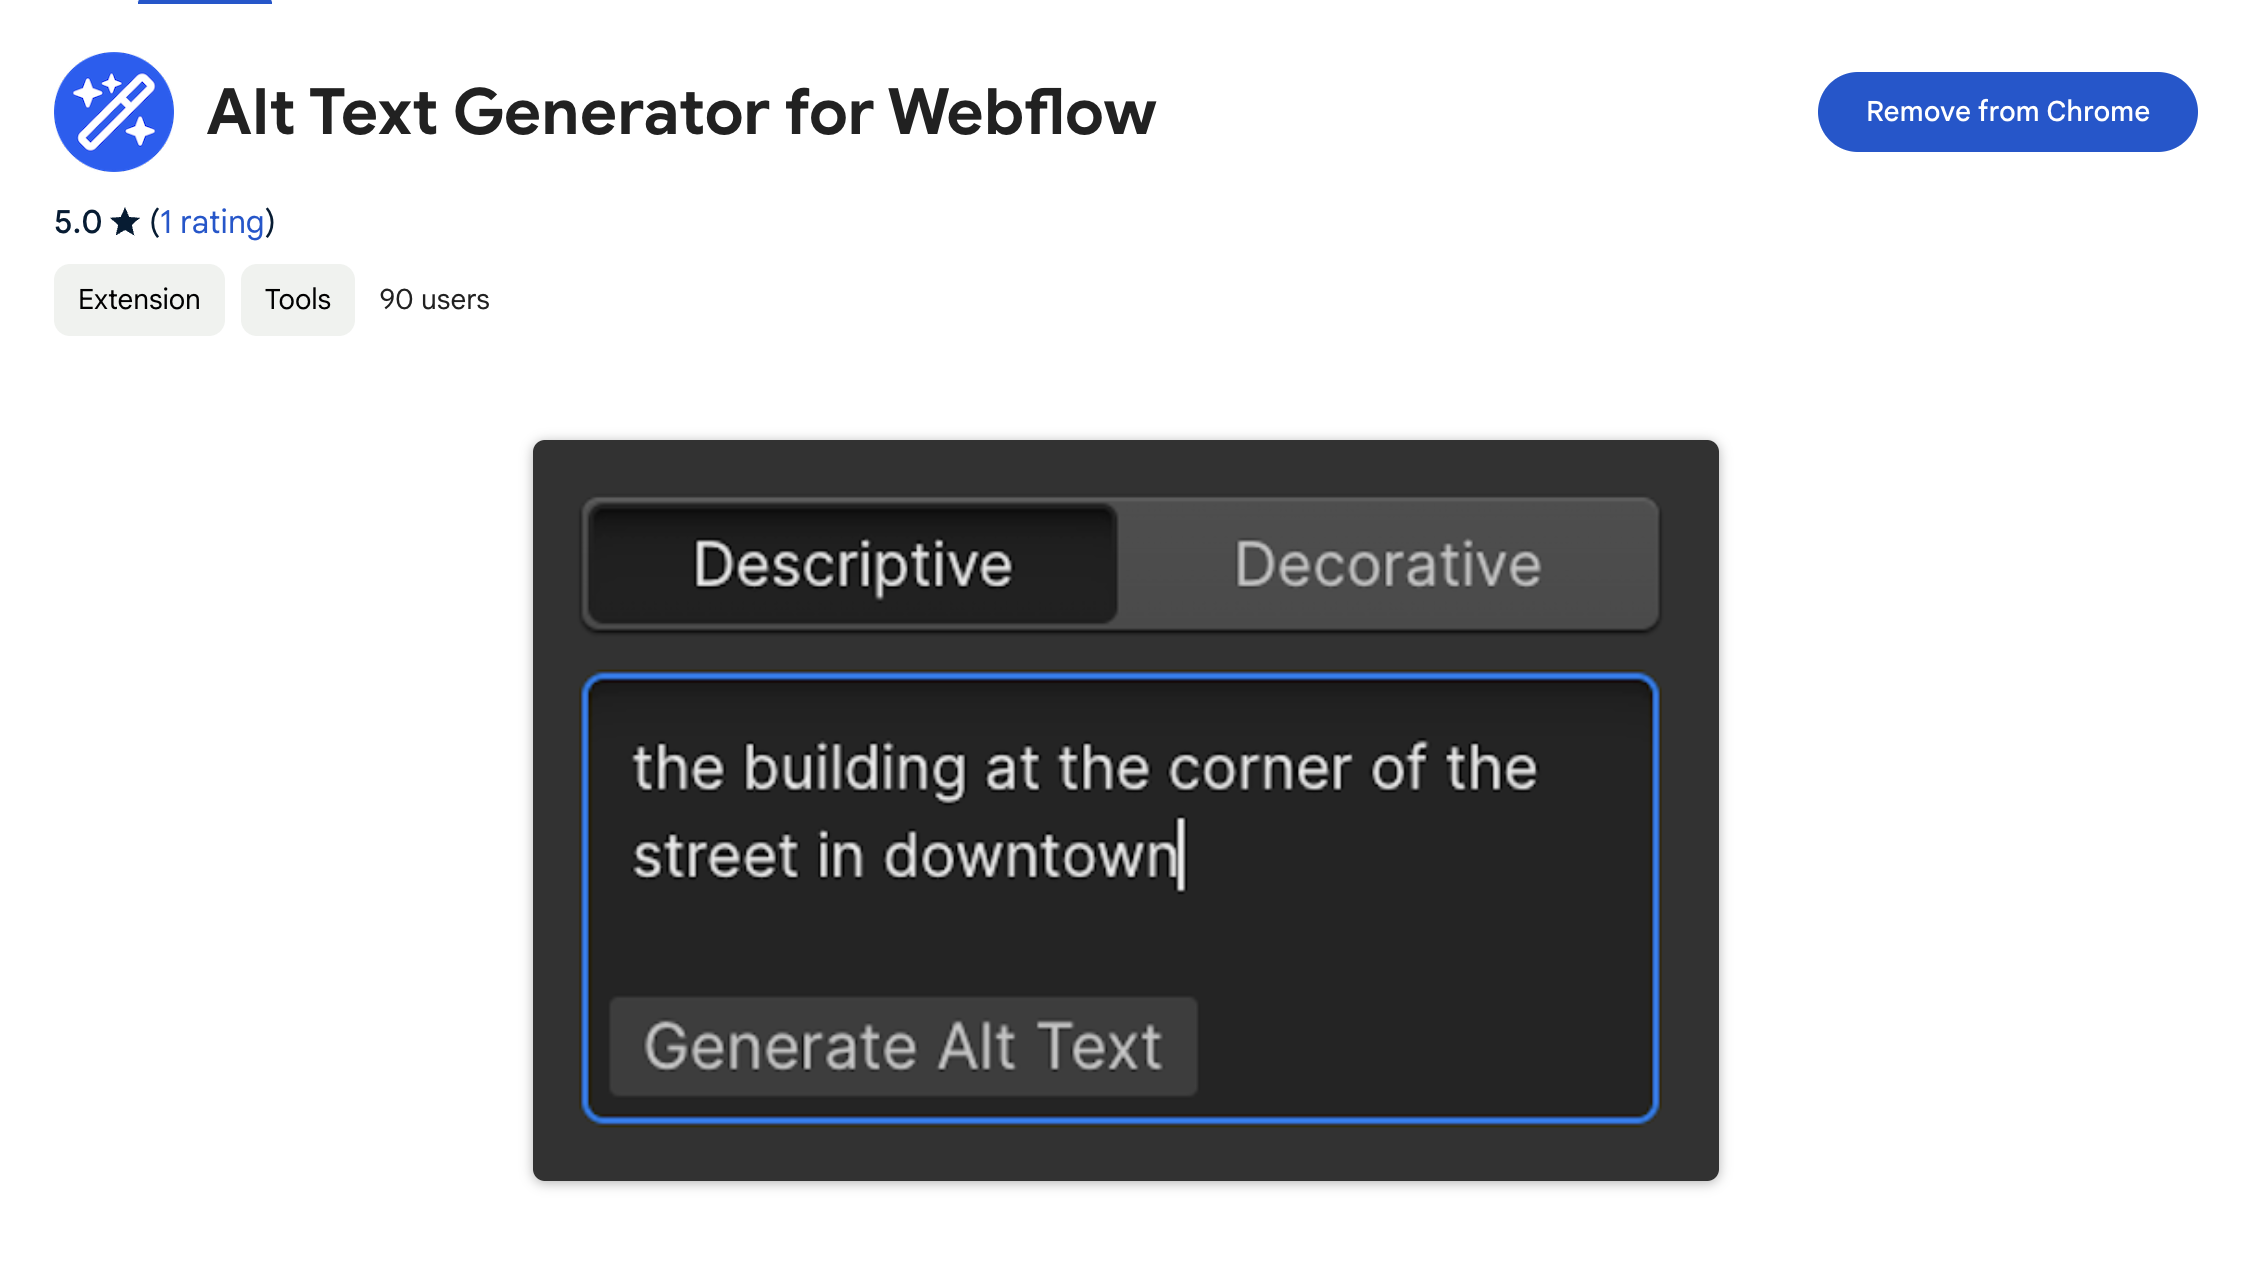 Alt Text Generator for Webflow
Remove from Chrome
5.0 ★ (1 rating)
Extension
Tools
90 users
Descriptive
Decorative
the building at the corner of the
street in downtown
Generate Alt Text